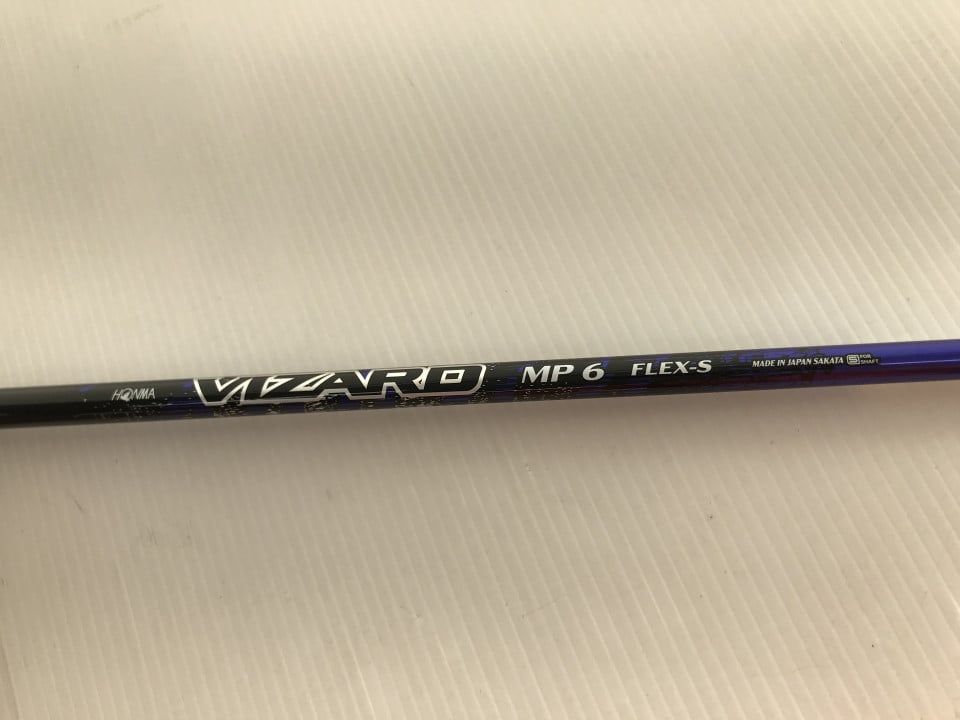 HONMA VIZARD MP 6 FLEX-S MADE IN JAPAN SAKATA S FOR SHAFT